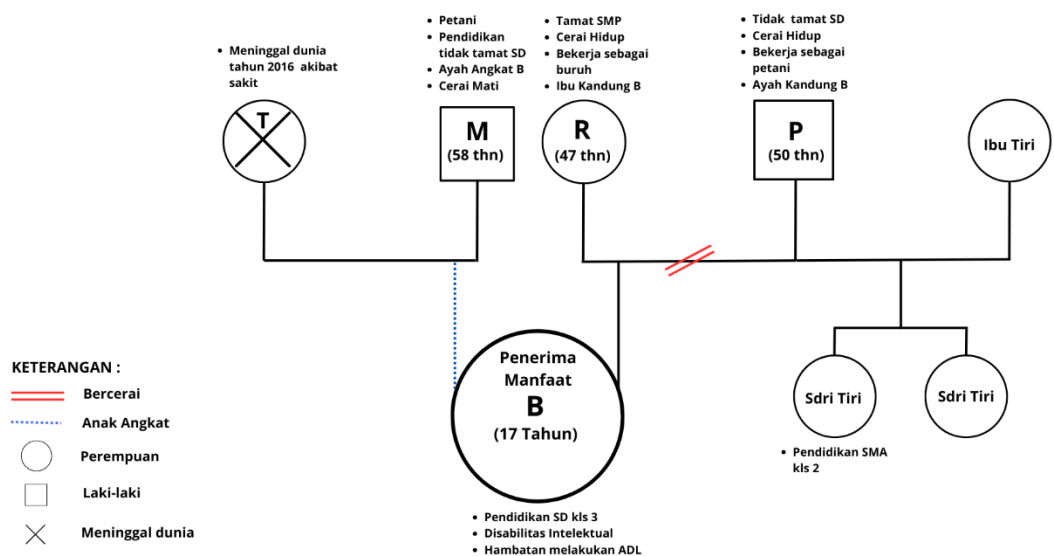 • Meninggal dunia
tahun 2016 akibat
sakit
• Petani
• Pendidikan
tidak tamat SD
• Ayah Angkat B
• Cerai Mati
• Tamat SMP
• Cerai Hidup
• Bekerja sebagai
buruh
• Ibu Kandung B
• Tidak tamat SD
• Cerai Hidup
• Bekerja sebagai
petani
• Ayah Kandung B
T
M
(58 thn)
R
(47 thn)
P
(50 thn)
Ibu Tiri
Penerima
Manfaat
B
(17 Tahun)
Sdri Tiri
Sdri Tiri
• Pendidikan SMA
kls 2
• Pendidikan SD kls 3
• Disabilitas Intelektual
• Hambatan melakukan ADL
KETERANGAN :
Bercerai
Anak Angkat
Perempuan
Laki-laki
Meninggal dunia